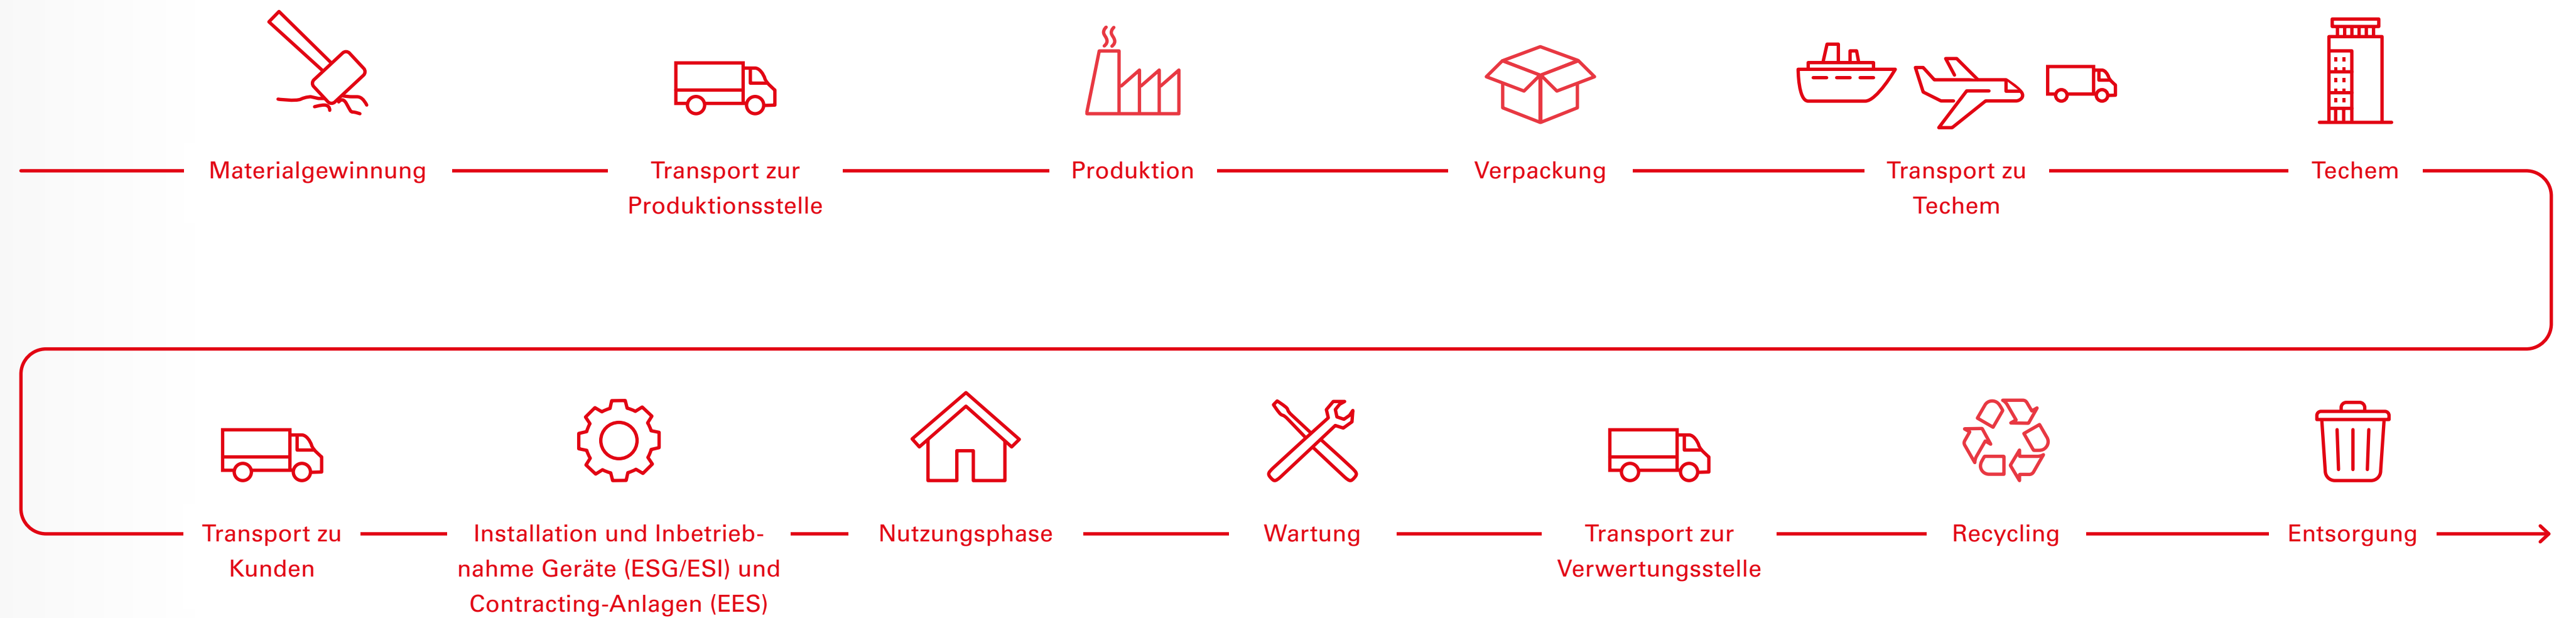 Materialgewinnung
Transport zur
Produktionsstelle
Produktion
Verpackung
Transport zu
Techem
Techem
Transport zu
Kunden
Installation und Inbetrieb-
nahme Geräte (ESG/ESI) und
Contracting-Anlagen (EES)
Nutzungsphase
Wartung
Transport zur
Verwertungsstelle
Recycling
Entsorgung